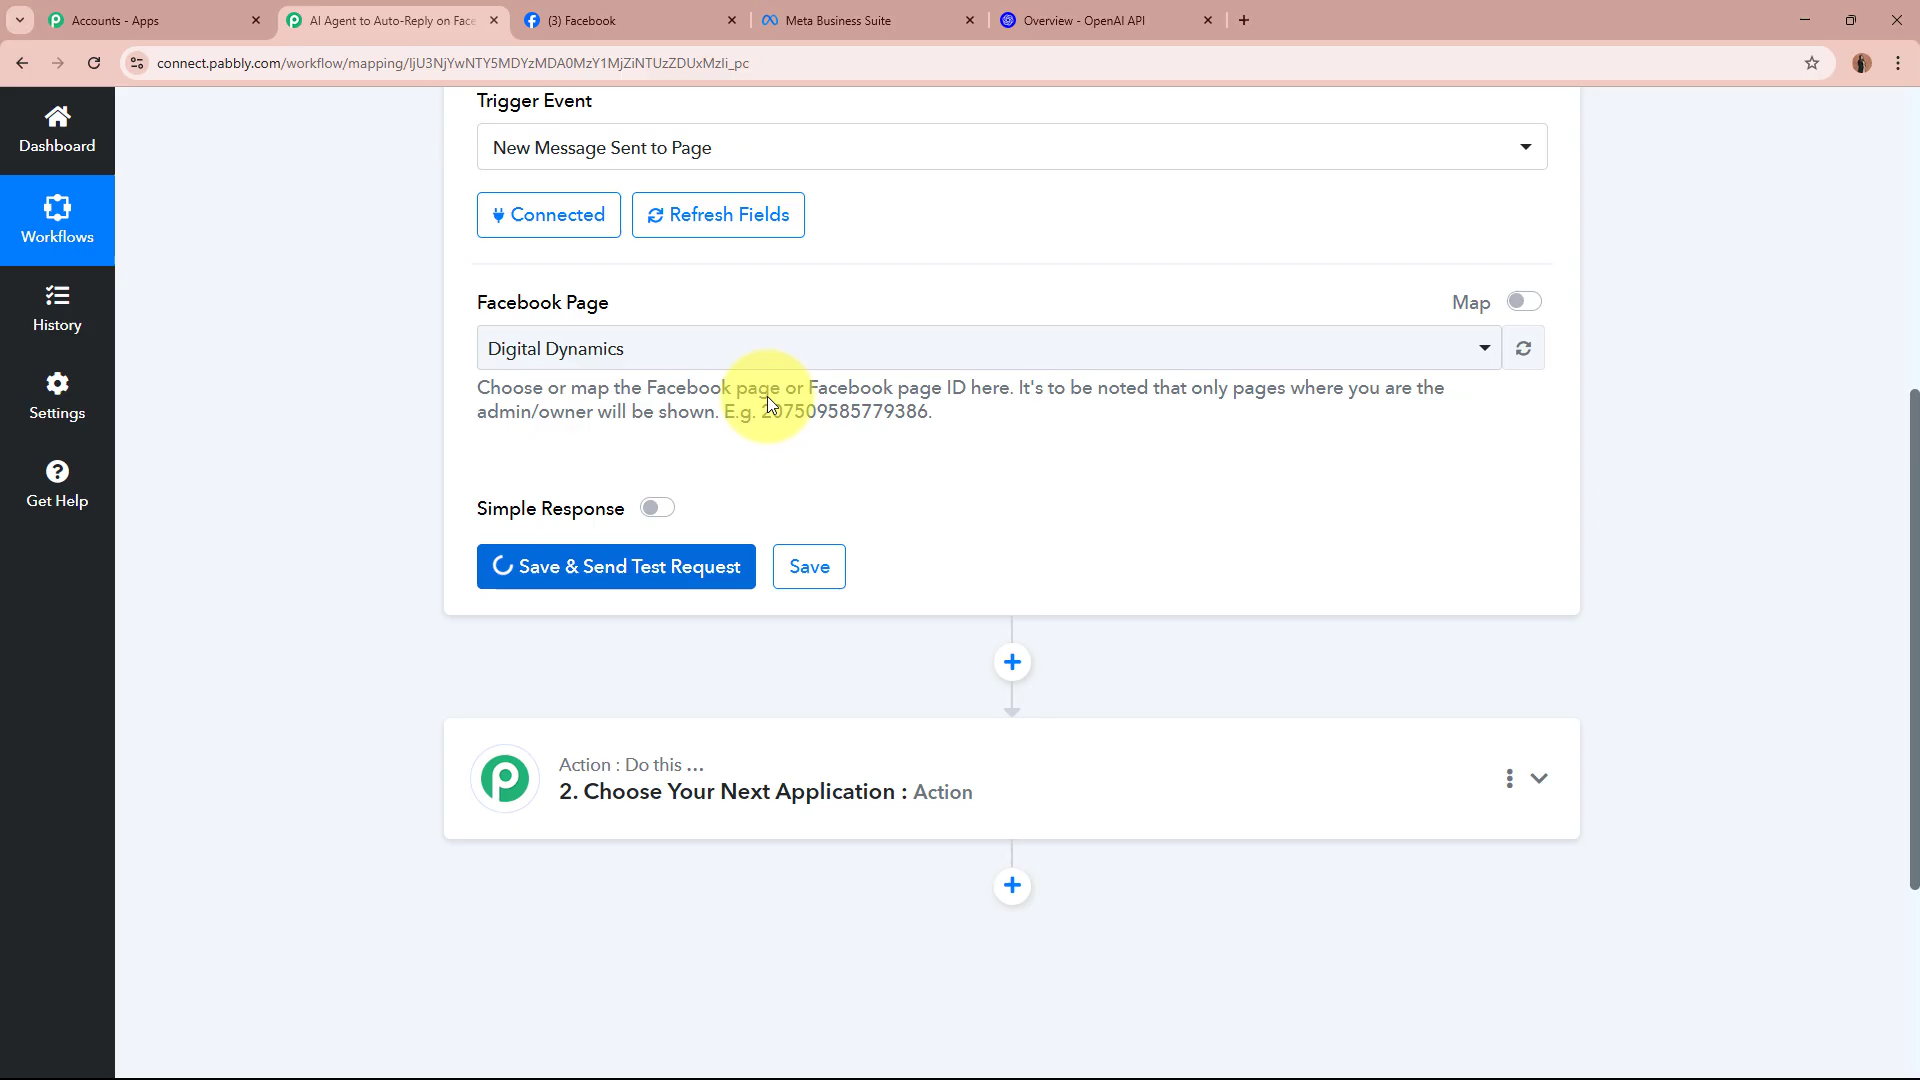 Accounts - Apps
AI Agent to Auto-Reply on Face
(3) Facebook
Meta Business Suite
Overview - OpenAI API
connect.pabbly.com/workflow/mapping/IjU3NjYwNTY5MDYzMDA0MzY1MjZiNTUzZDUxMzIi_pc
Dashboard
Workflows
History
Settings
Get Help
Trigger Event
New Message Sent to Page
Connected
Refresh Fields
Facebook Page
Map
Digital Dynamics
Choose or map the Facebook page or Facebook page ID here. It's to be noted that only pages where you are the
admin/owner will be shown. E.g. 207509585779386.
Simple Response
Save & Send Test Request
Save
Action : Do this ...
2. Choose Your Next Application : Action